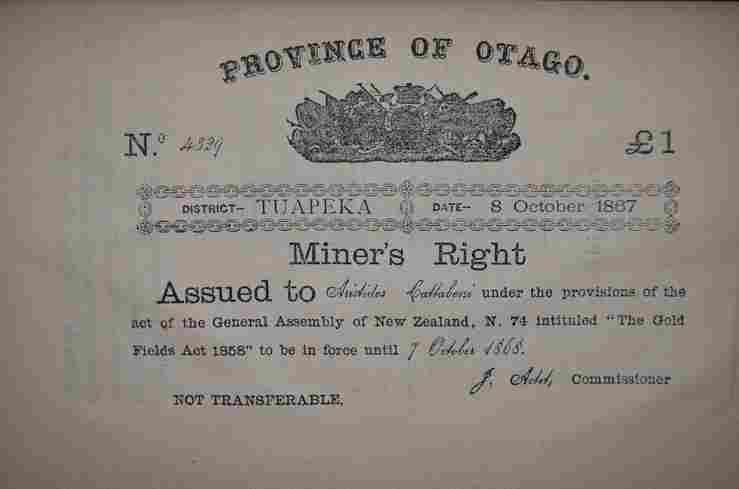 PROVINCE OF OTAGO.
N.º 4339 £1
DISTRICT– TUAPEKA DATE– 8 October 1867
Miner's Right
Assued to Aristides Cattabeni under the provisions of the
act of the General Assembly of New Zealand, N. 74 intituled "The Gold
Fields Act 1858" to be in force until 7 October 1868.
J. Commissioner
NOT TRANSFERABLE.